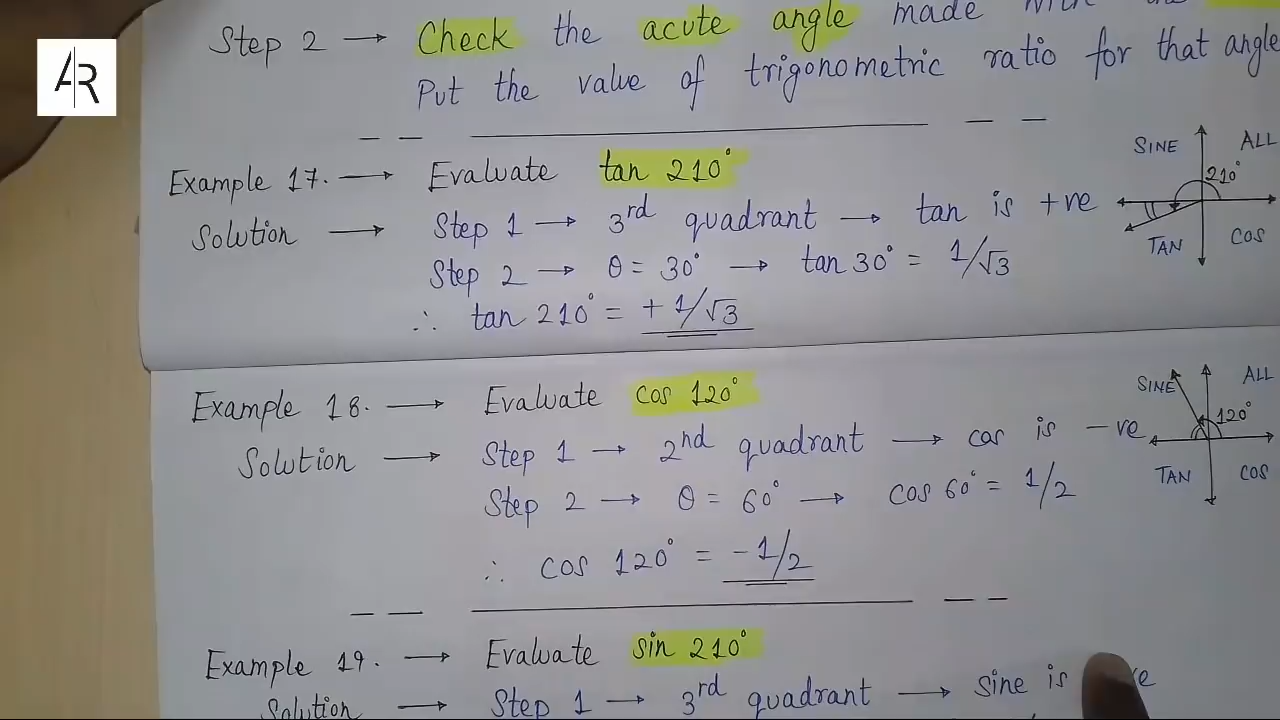 AR
Step 2 → Check the acute angle made with the
Put the value of trigonometric ratio for that angle
Example 17. → Evaluate tan 210°
Solution → Step 1 → 3rd quadrant → tan is +ve
Step 2 → θ = 30° → tan 30° = 1/√3
∴ tan 210° = + 1/√3
SINE ALL
210°
TAN COS
Example 18. → Evaluate cos 120°
Solution → Step 1 → 2nd quadrant → cos is -ve
Step 2 → θ = 60° → cos 60° = 1/2
∴ cos 120° = - 1/2
SINE ALL
120°
TAN COS
Example 19. → Evaluate sin 210°
Solution → Step 1 → 3rd quadrant → sine is